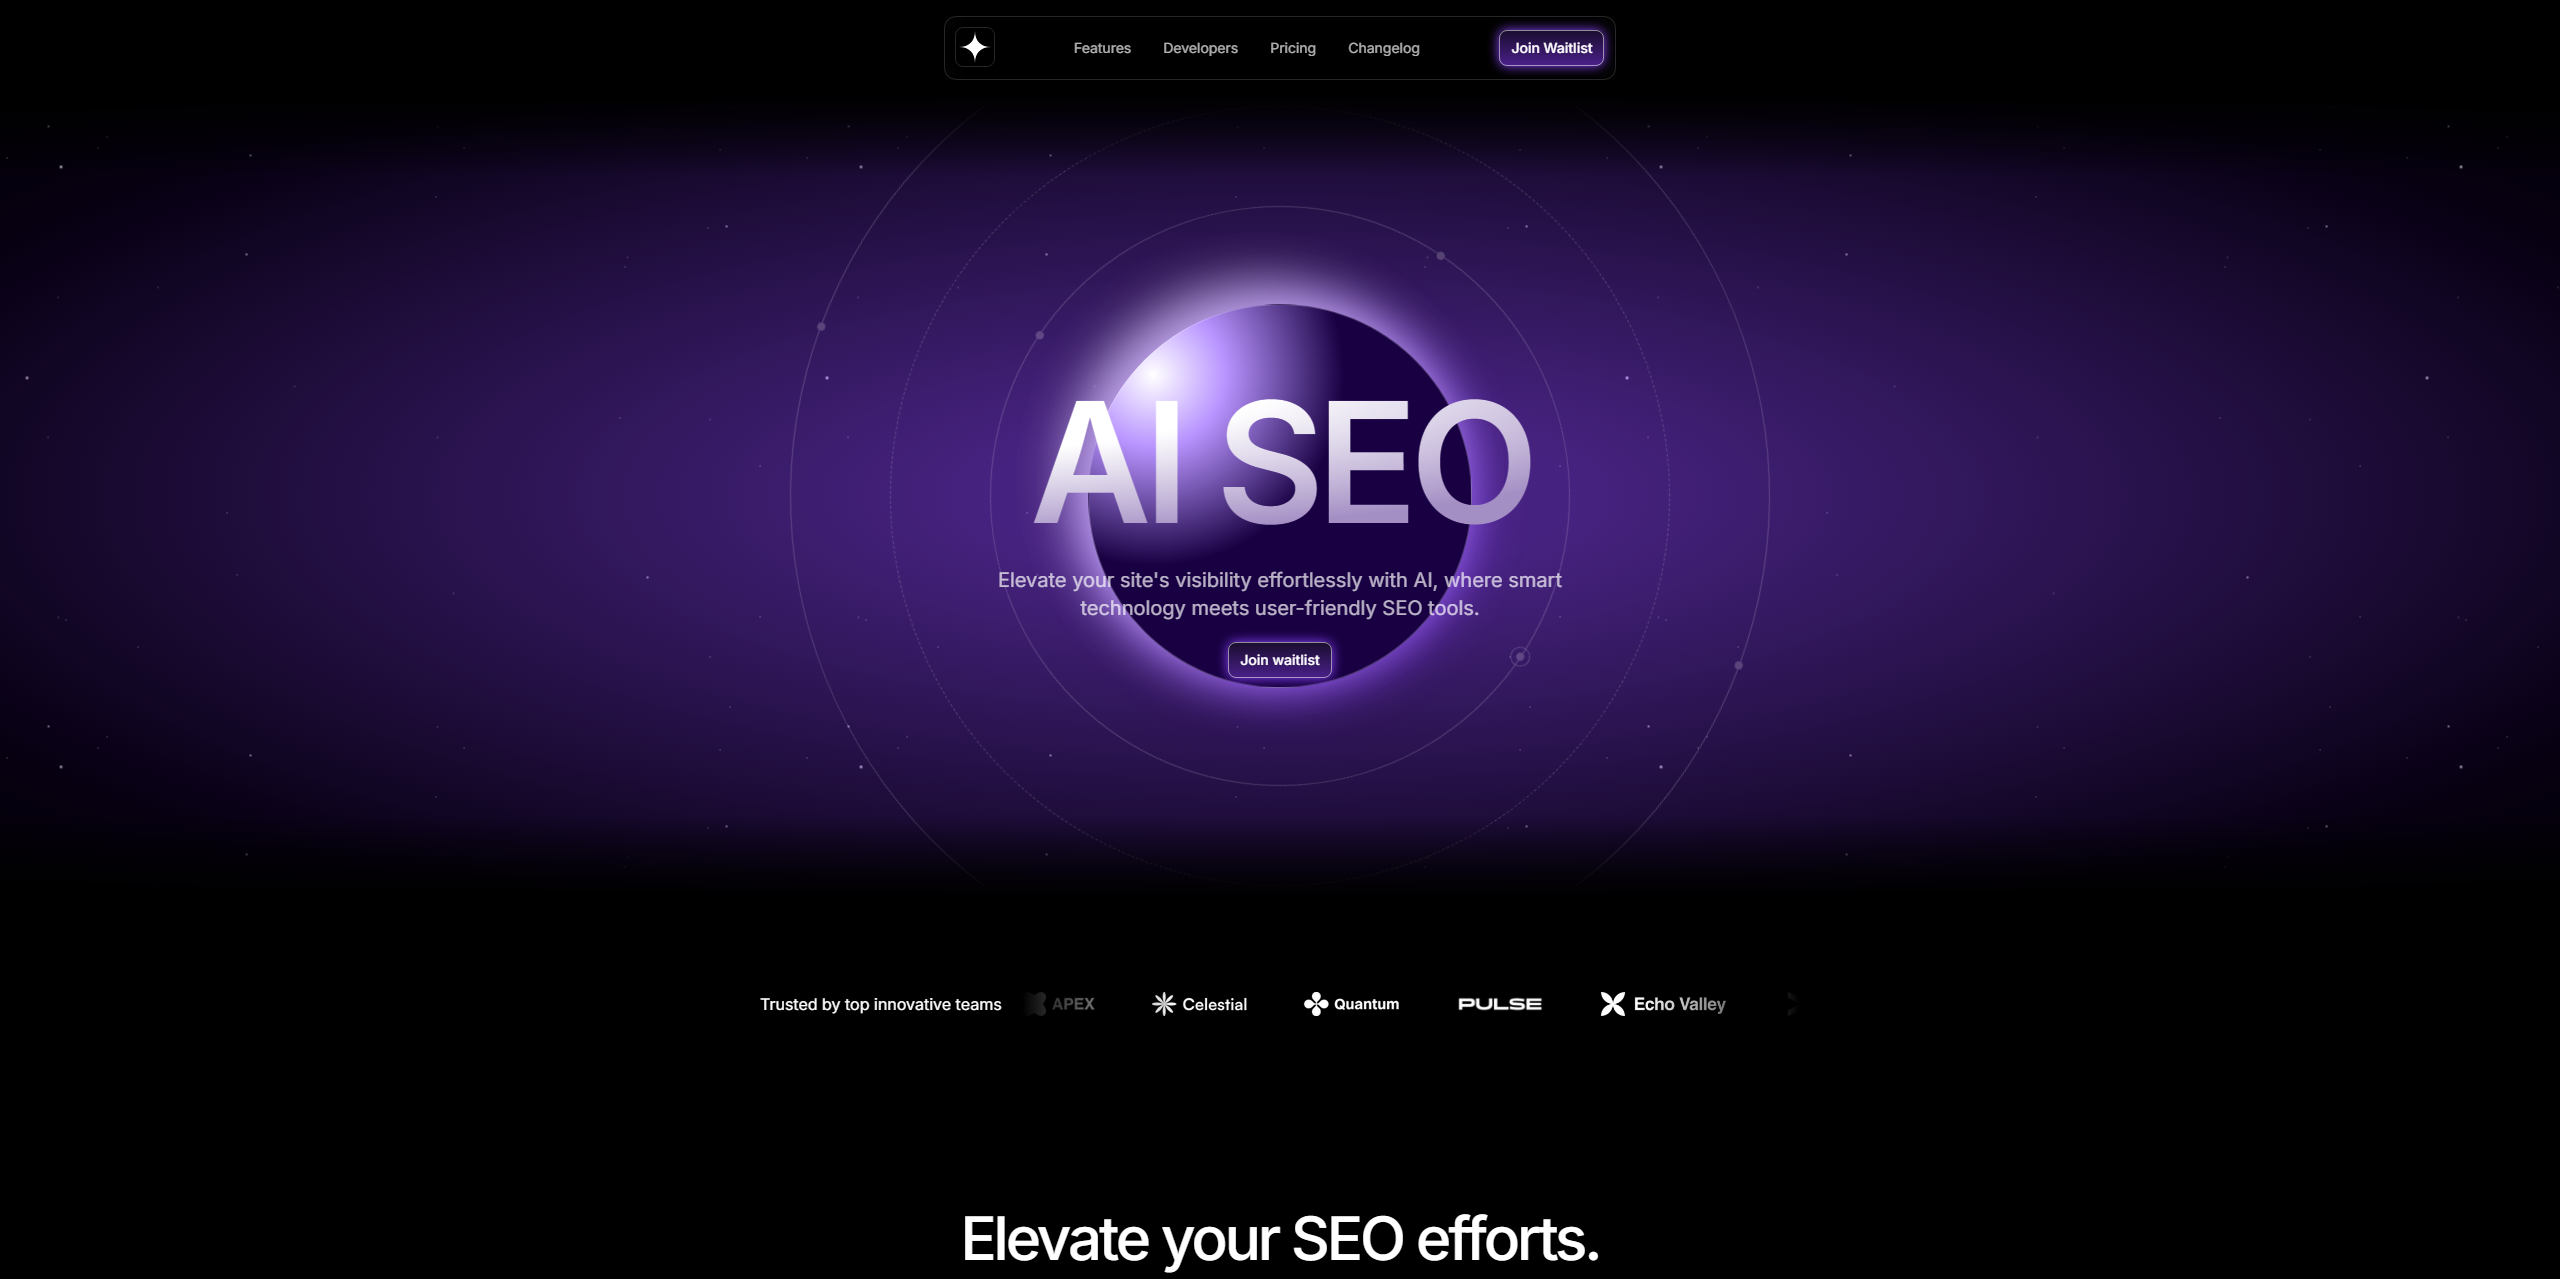 Features
Developers
Pricing
Changelog
Join Waitlist
AI SEO
Elevate your site's visibility effortlessly with AI, where smart
technology meets user-friendly SEO tools.
Join waitlist
Trusted by top innovative teams
APEX
Celestial
Quantum
PULSE
Echo Valley
Elevate your SEO efforts.